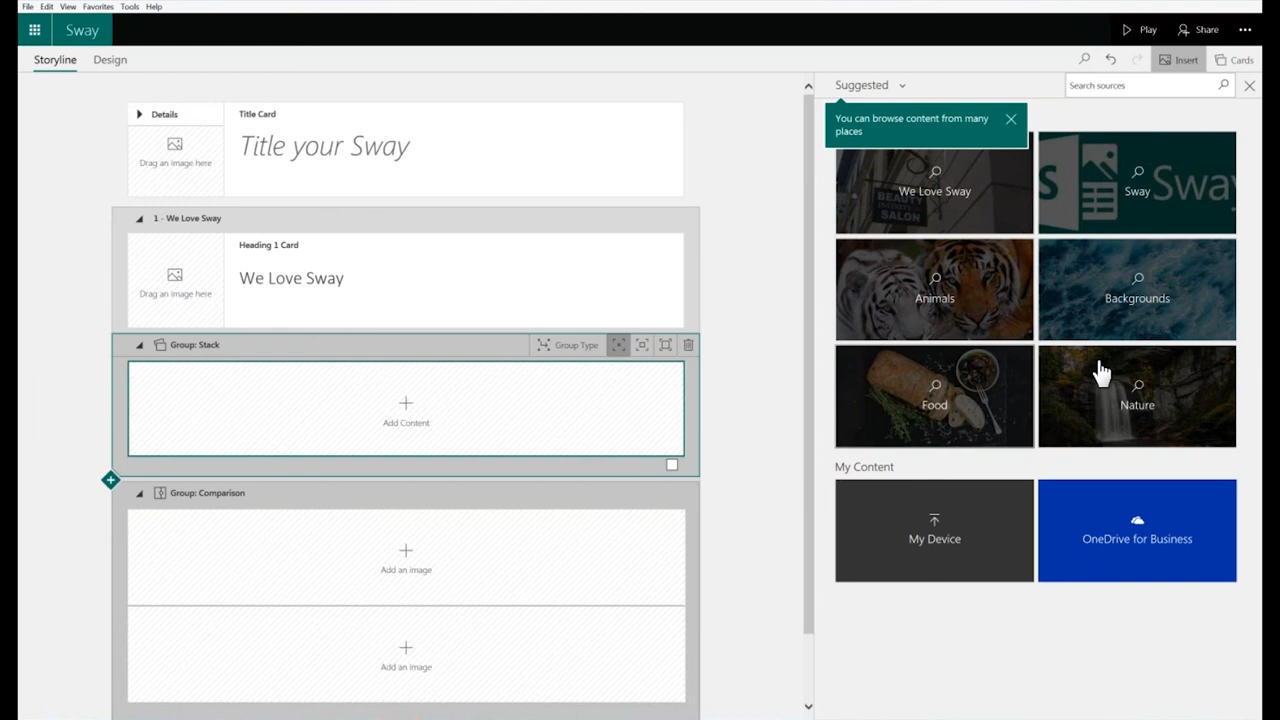 File Edit View Favorites Tools Help
Sway
Play Share
Storyline Design
Insert Cards
Suggested
Search sources
You can browse content from many
places
Details
Drag an image here
Title Card
Title your Sway
1 - We Love Sway
Drag an image here
Heading 1 Card
We Love Sway
Group: Stack
Group Type
Add Content
Group: Comparison
Add an image
Add an image
BEAUTY
SALON
We Love Sway
S
Sway
Sway
Animals
Backgrounds
Food
Nature
My Content
My Device
OneDrive for Business